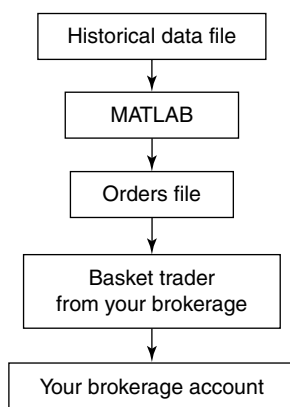 Historical data file
MATLAB
Orders file
Basket trader
from your brokerage
Your brokerage account